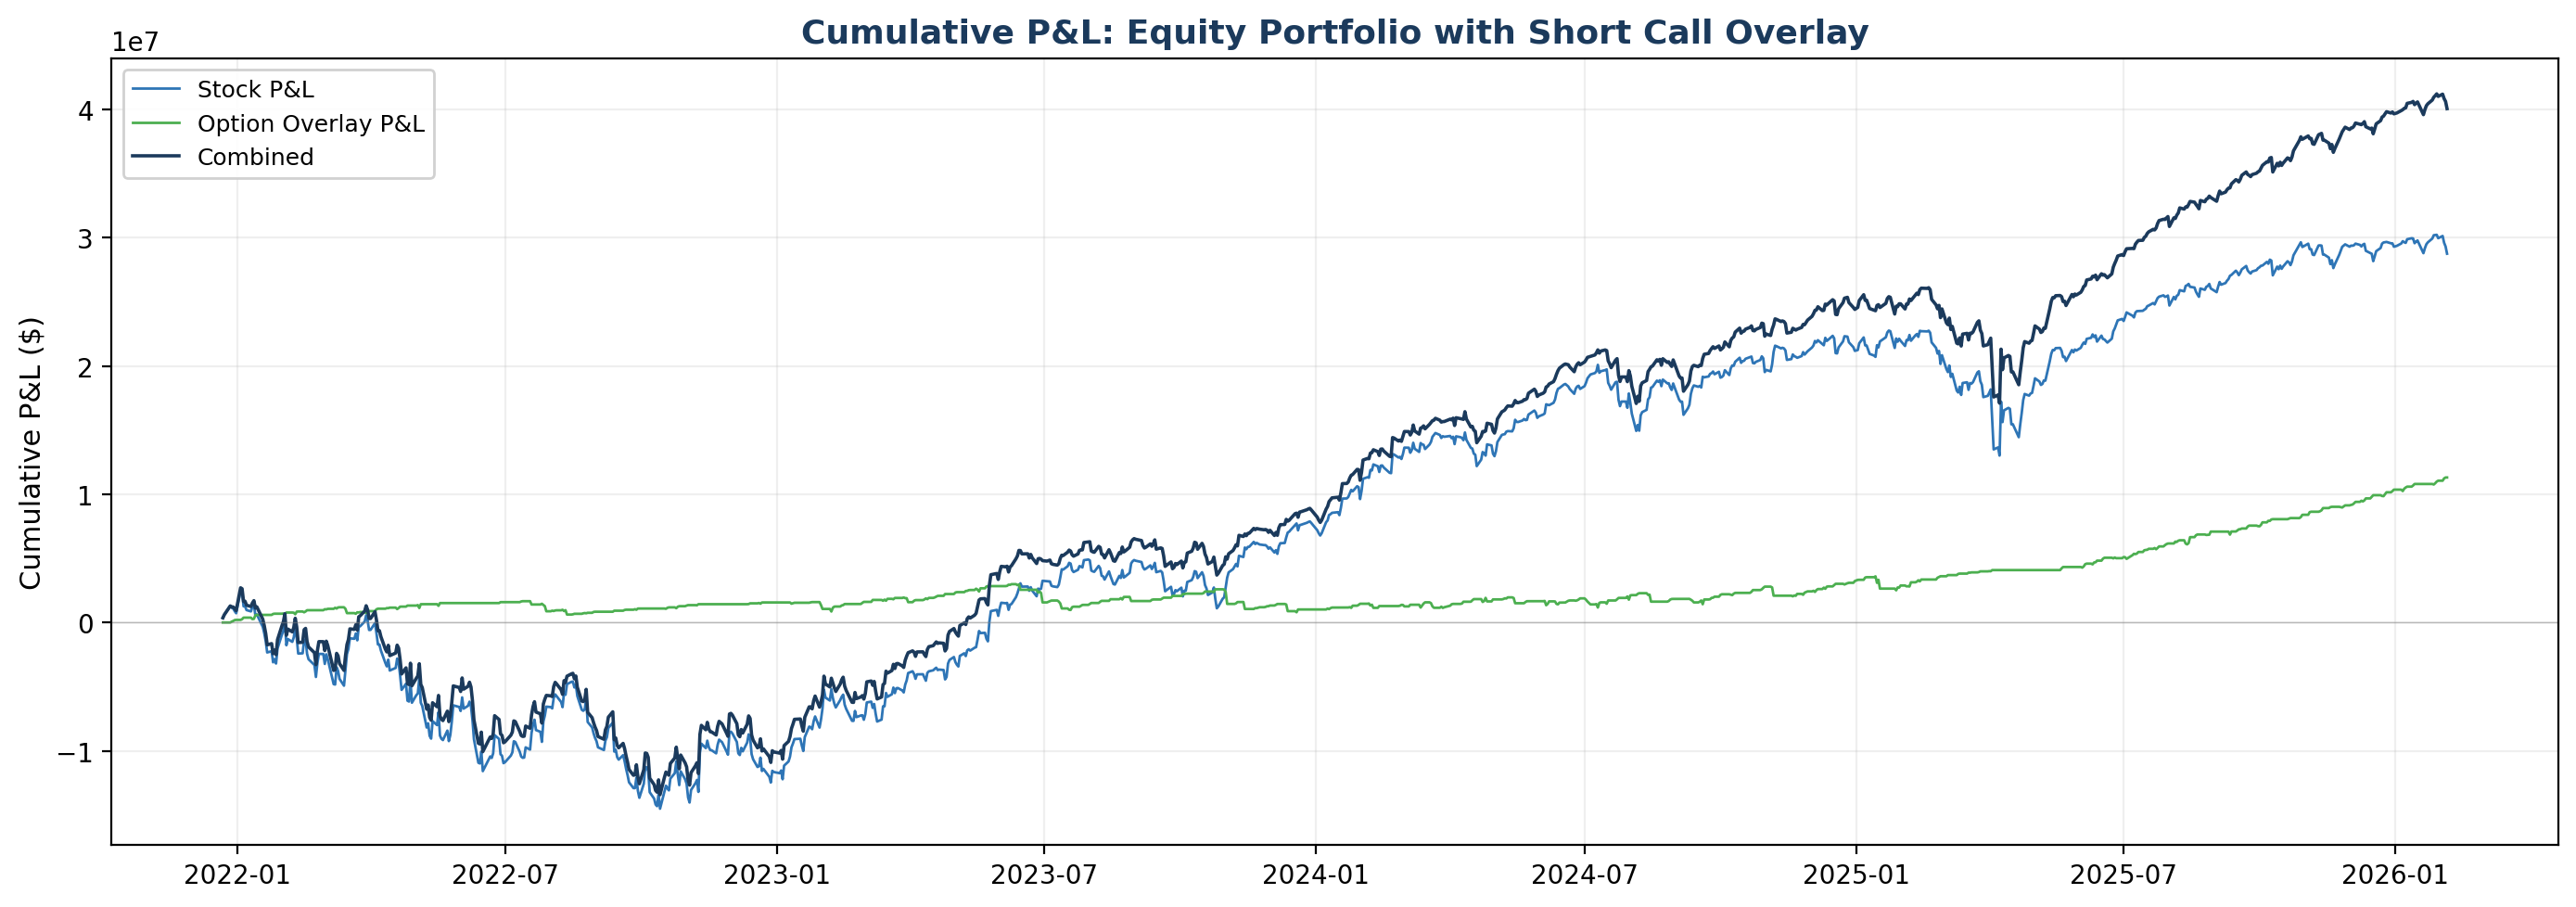 Cumulative P&L: Equity Portfolio with Short Call Overlay
1e7
Stock P&L
Option Overlay P&L
Combined
Cumulative P&L ($)
4
3
2
1
0
−1
2022-01
2022-07
2023-01
2023-07
2024-01
2024-07
2025-01
2025-07
2026-01